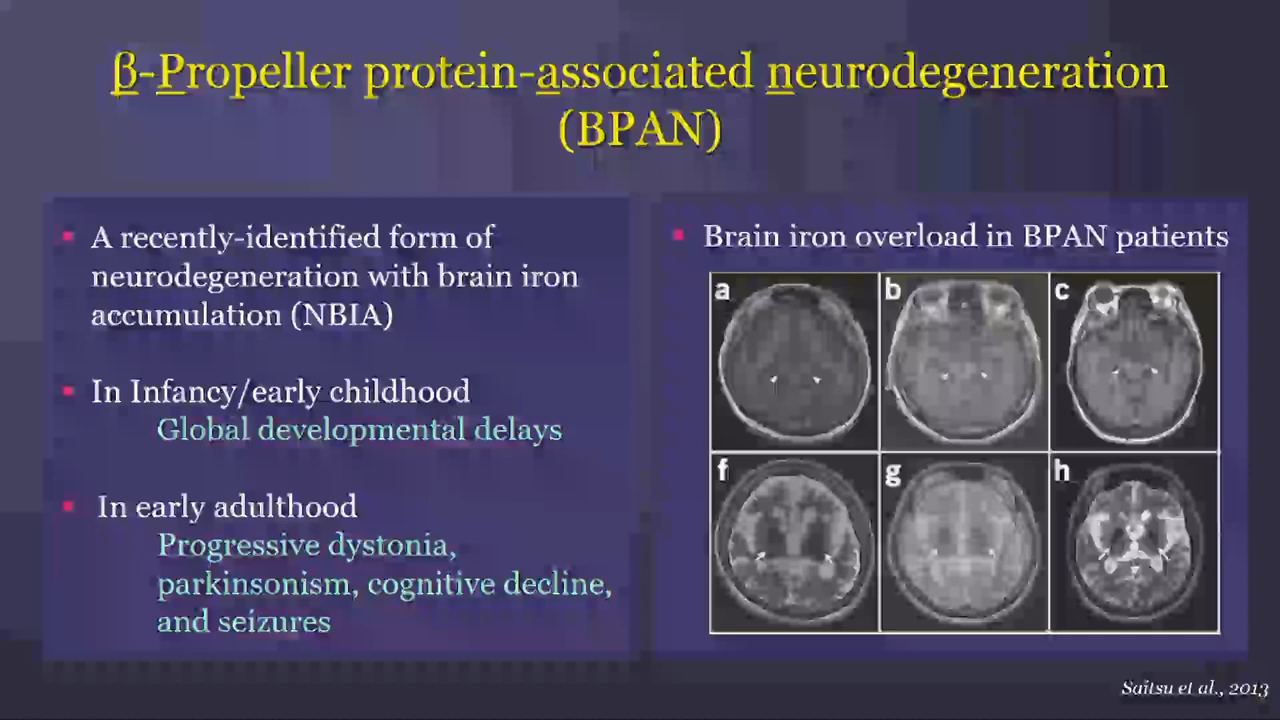 β-Propeller protein-associated neurodegeneration
(BPAN)
▪ A recently-identified form of
neurodegeneration with brain iron
accumulation (NBIA)
▪ In Infancy/early childhood
Global developmental delays
▪ In early adulthood
Progressive dystonia,
parkinsonism, cognitive decline,
and seizures
▪ Brain iron overload in BPAN patients
a b c
f g h
Saitsu et al., 2013